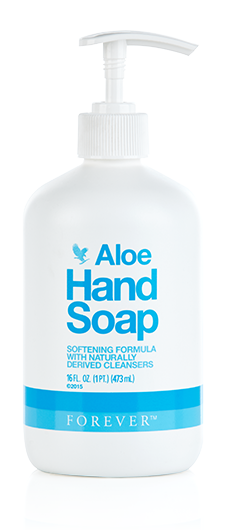 Aloe
Hand
Soap
SOFTENING FORMULA
WITH NATURALLY
DERIVED CLEANSERS
16 FL. OZ. (1 PT.) (473 mL)
©2015
FOREVER™